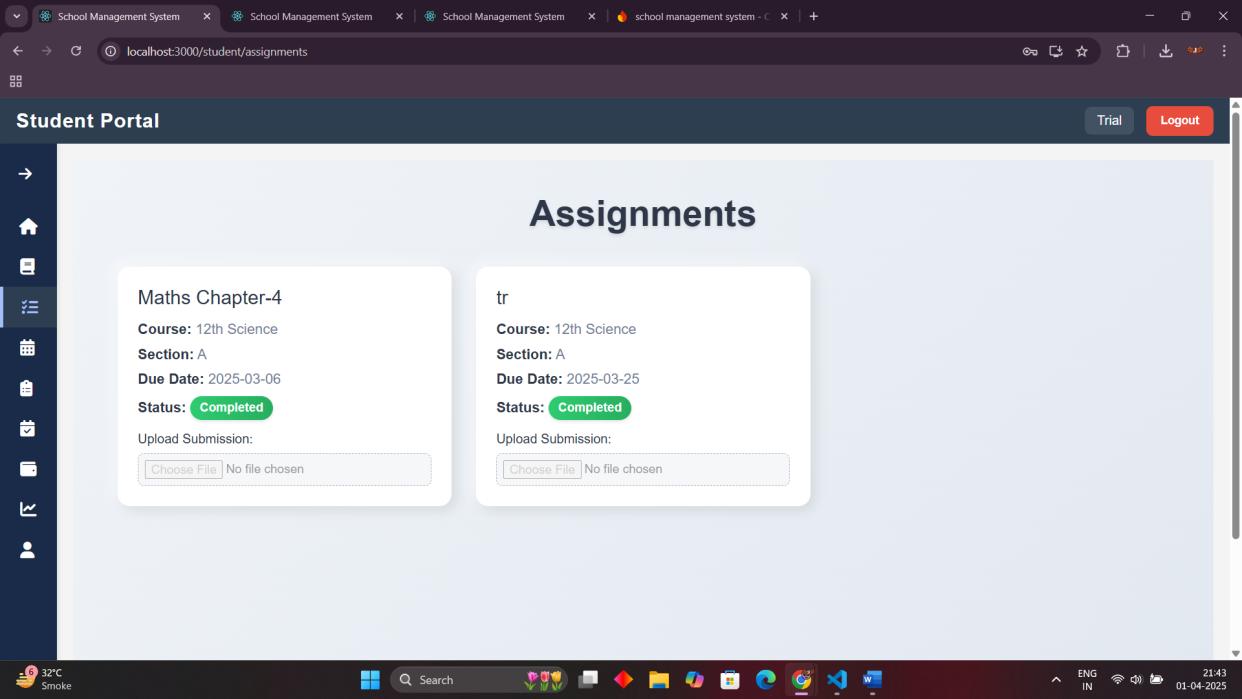 School Management System
School Management System
School Management System
school management system - C
localhost:3000/student/assignments
Student Portal
Trial
Logout
Assignments
Maths Chapter-4
Course: 12th Science
Section: A
Due Date: 2025-03-06
Status: Completed
Upload Submission:
Choose File No file chosen
tr
Course: 12th Science
Section: A
Due Date: 2025-03-25
Status: Completed
Upload Submission:
Choose File No file chosen
6
32°C
Smoke
Search
ENG
IN
21:43
01-04-2025